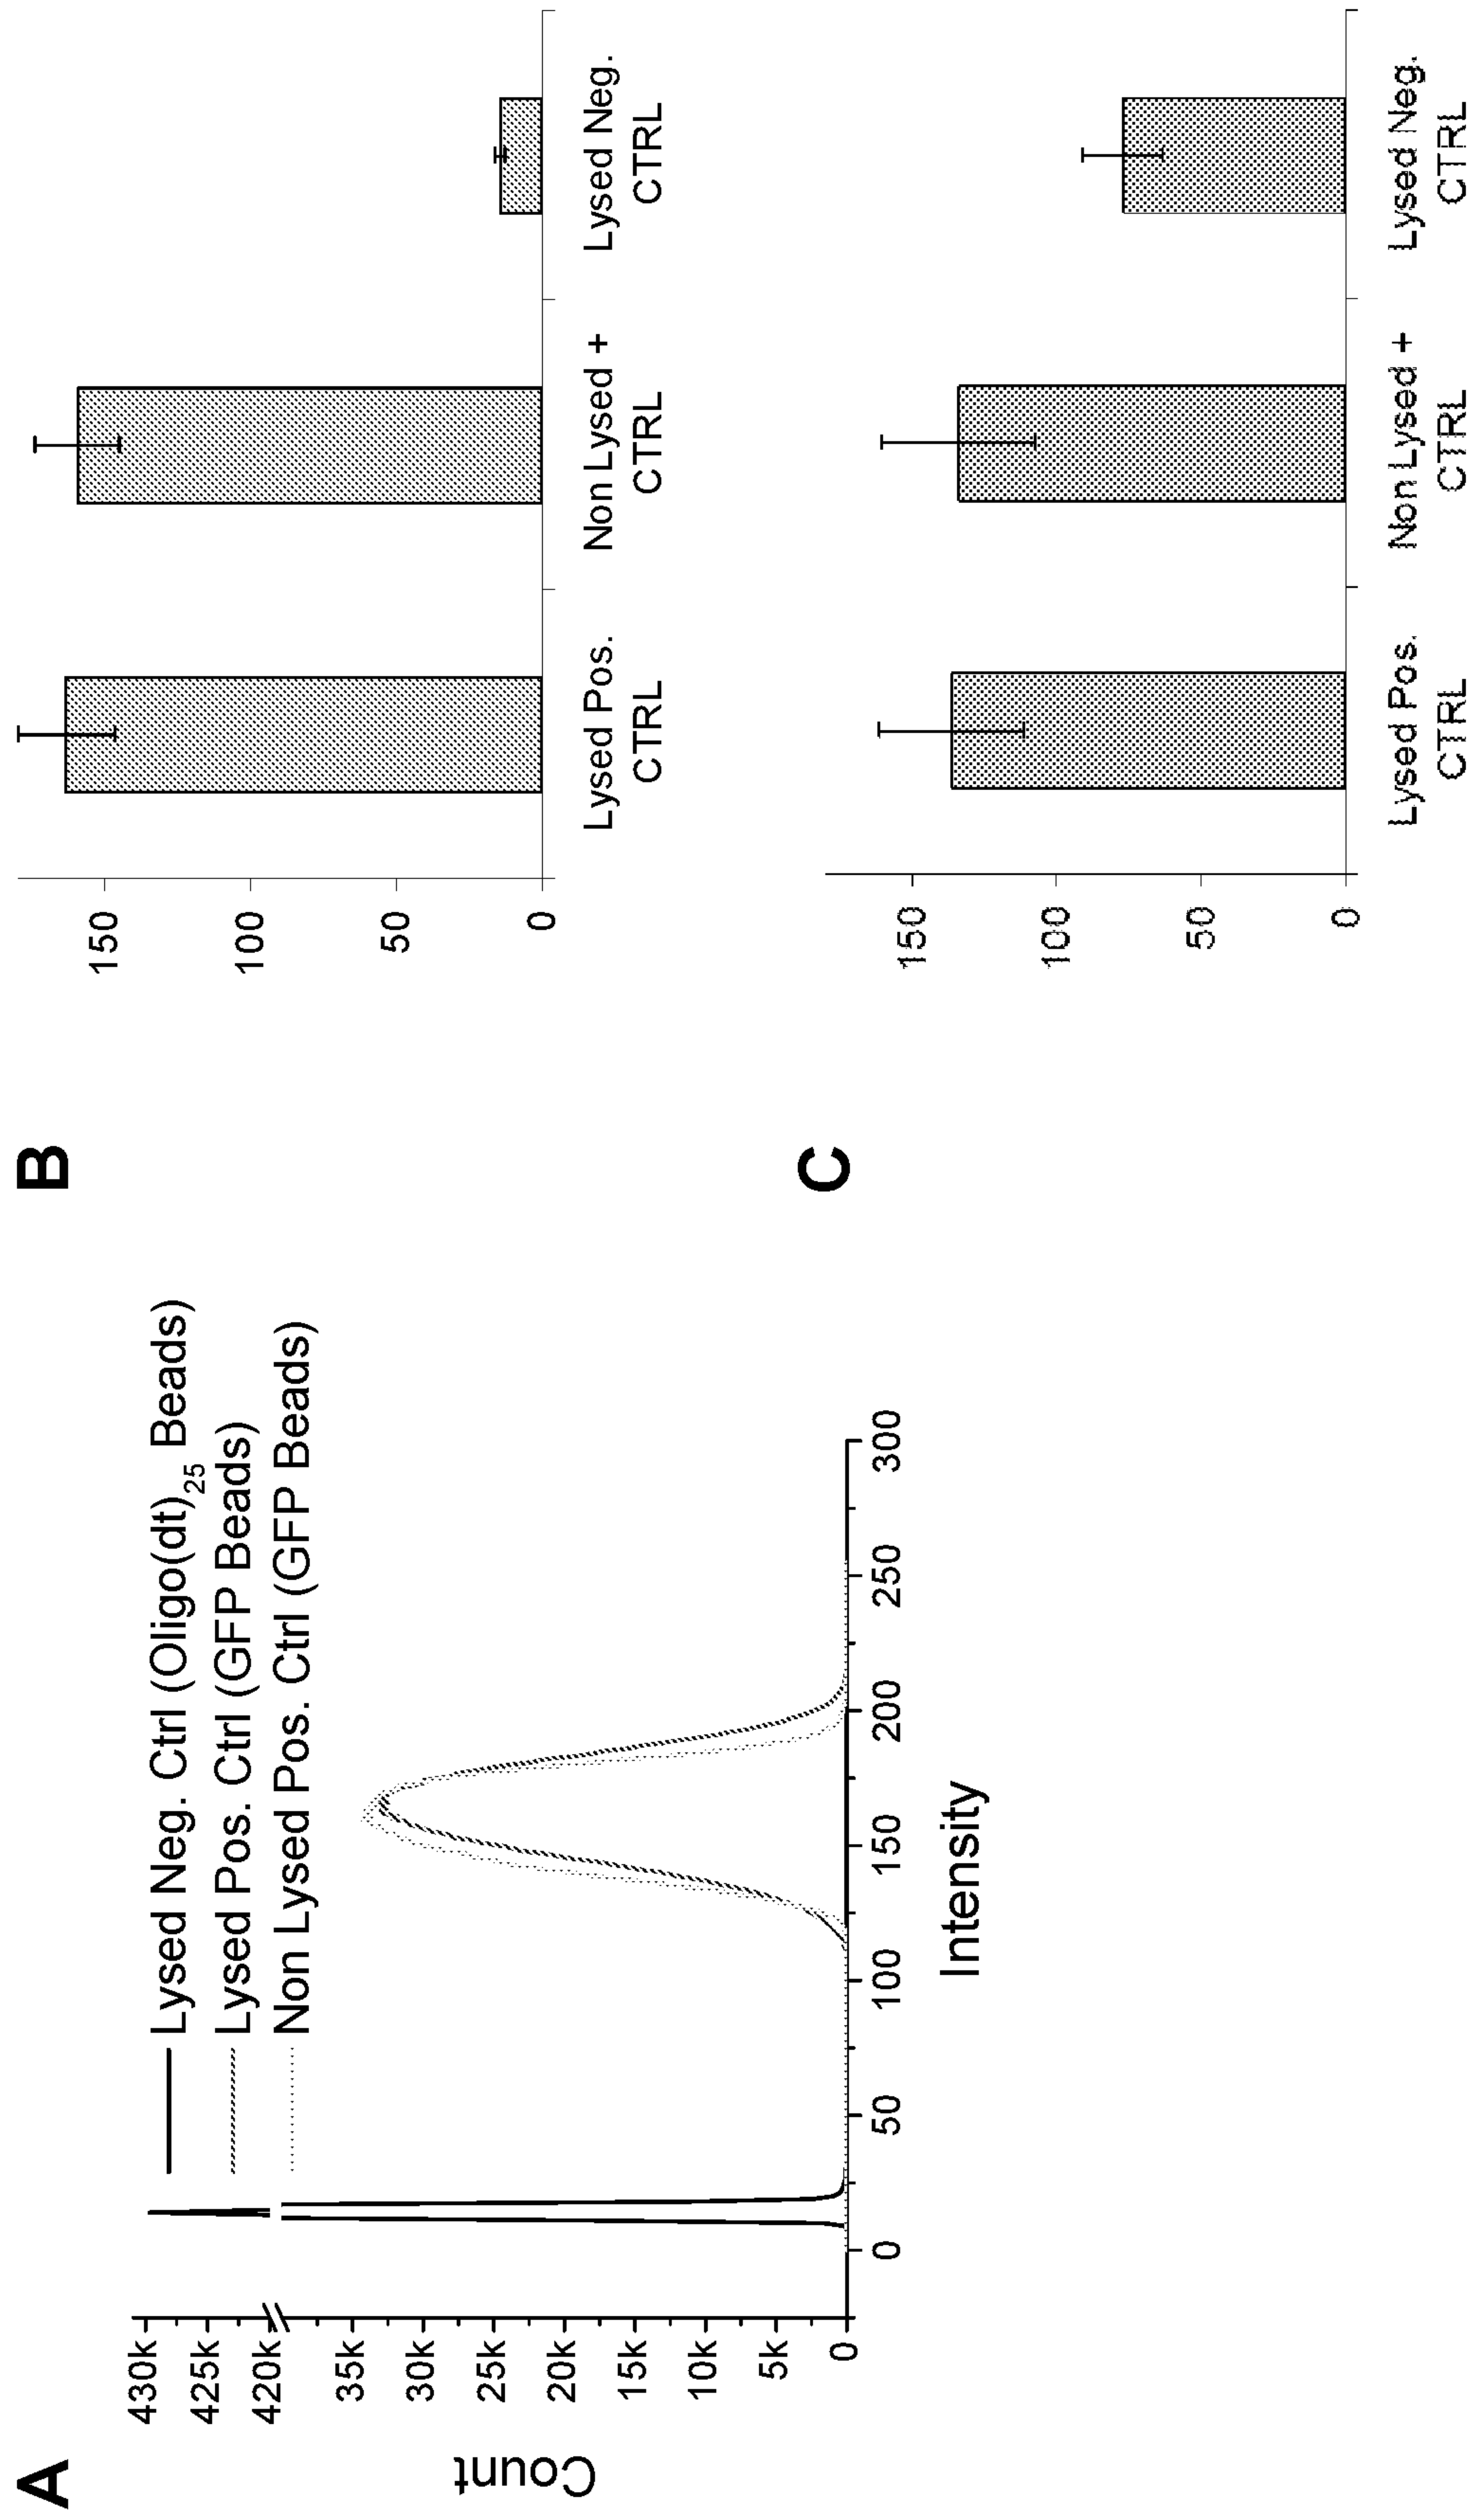 A
Count
430k
425k
420k
35k
30k
25k
20k
15k
10k
5k
0
Lysed Neg. Ctrl (Oligo(dt)25 Beads)
Lysed Pos. Ctrl (GFP Beads)
Non Lysed Pos. Ctrl (GFP Beads)
0 50 100 150 200 250 300
Intensity
B
150
100
50
0
Lysed Pos. Non Lysed + Lysed Neg.
CTRL CTRL CTRL
C
150
100
50
0
Lysed Pos. Non Lysed + Lysed Neg.
CTRL CTRL CTRL